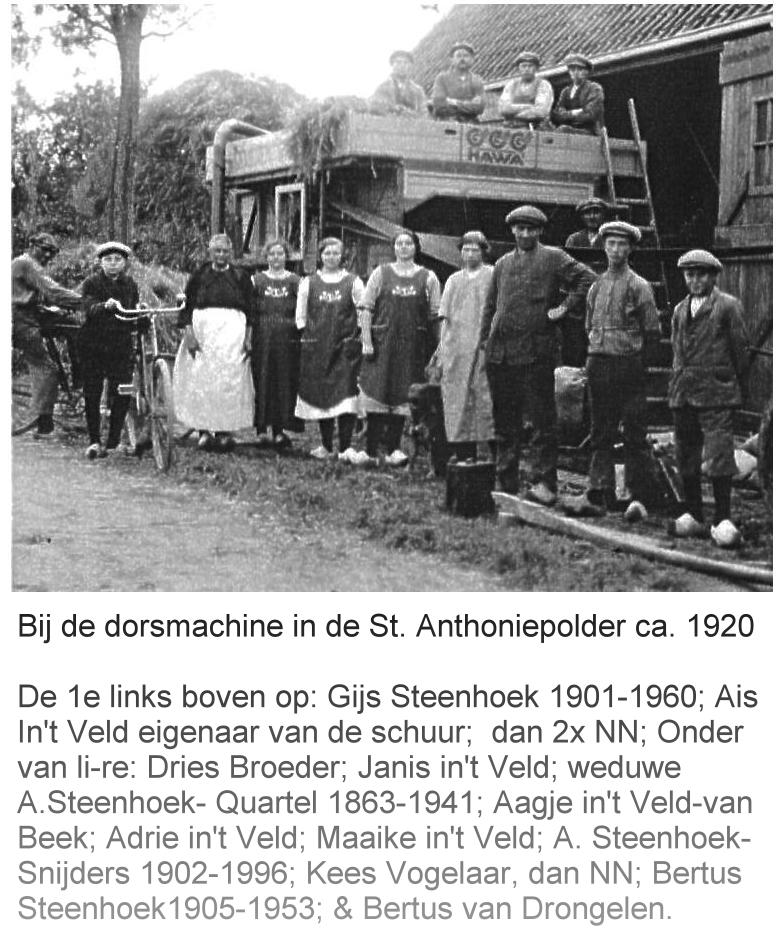 GGG
HAWA
Bij de dorsmachine in de St. Anthoniepolder ca. 1920
De 1e links boven op: Gijs Steenhoek 1901-1960; Ais
In't Veld eigenaar van de schuur;  dan 2x NN; Onder
van li-re: Dries Broeder; Janis in't Veld; weduwe
A.Steenhoek- Quartel 1863-1941; Aagje in't Veld-van
Beek; Adrie in't Veld; Maaike in't Veld; A. Steenhoek-
Snijders 1902-1996; Kees Vogelaar, dan NN; Bertus
Steenhoek1905-1953; & Bertus van Drongelen.